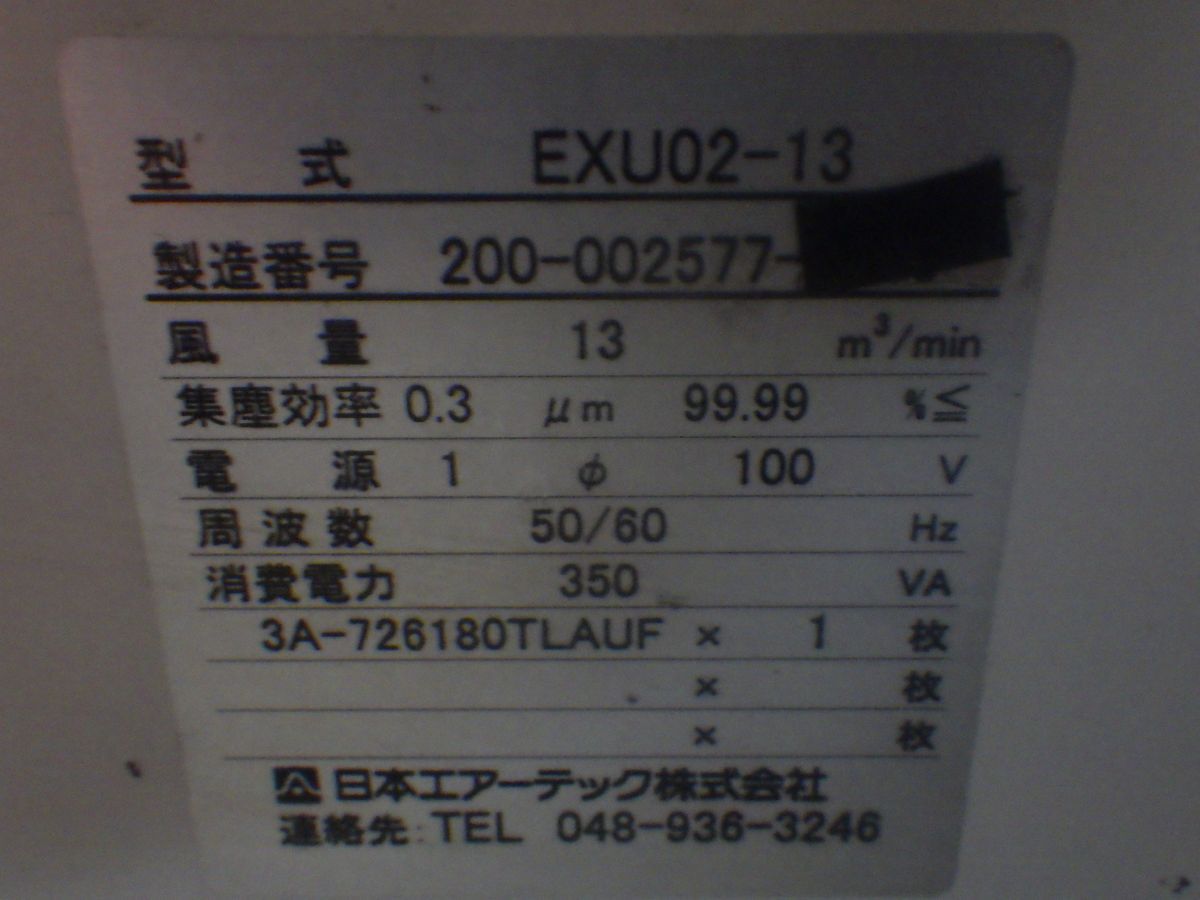 型式 EXU02-13
製造番号 200-002577-
風量 13 m³/min
集塵効率 0.3 μm 99.99 %≦
電源 1 φ 100 V
周波数 50/60 Hz
消費電力 350 VA
3A-726180TLAUF × 1 枚
× 枚
× 枚
日本エアーテック株式会社
連絡先:TEL 048-936-3246